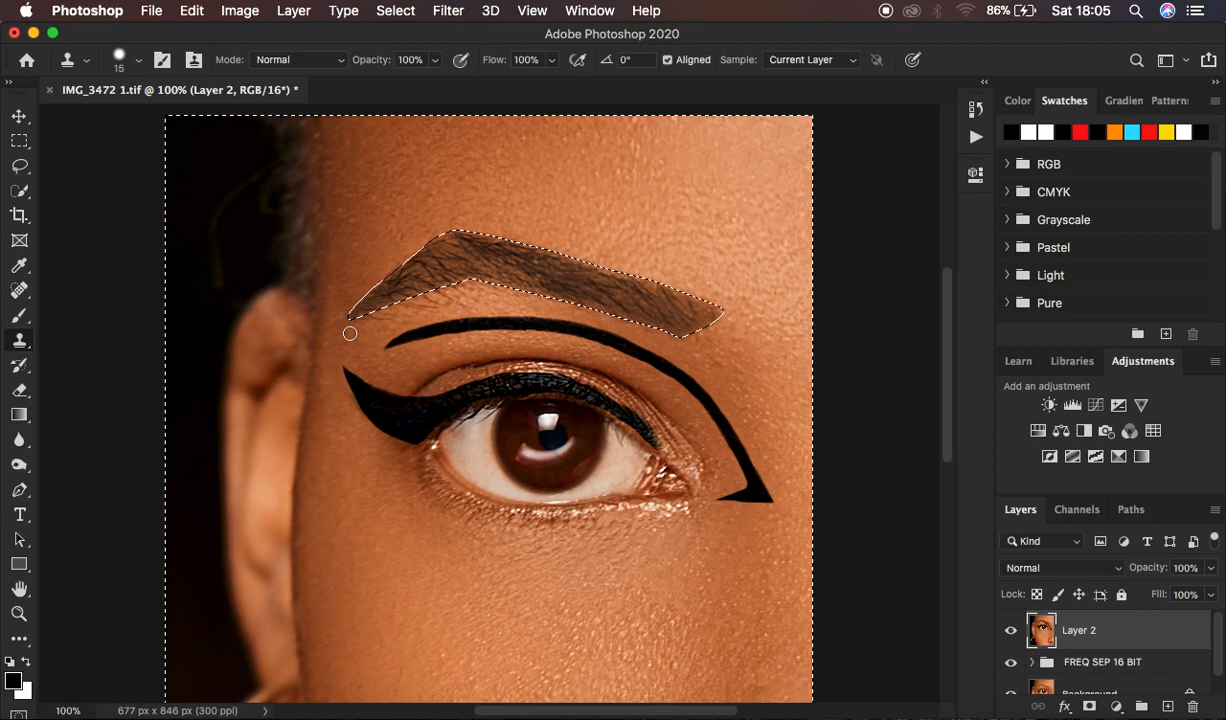 Photoshop File Edit Image Layer Type Select Filter 3D View Window Help 86% Sat 18:05
Adobe Photoshop 2020
15 Mode: Normal Opacity: 100% Flow: 100% 0° Aligned Sample: Current Layer
IMG_3472 1.tif @ 100% (Layer 2, RGB/16*) *
Color Swatches Gradien Pattern:
RGB
CMYK
Grayscale
Pastel
Light
Pure
Learn Libraries Adjustments
Add an adjustment
Layers Channels Paths
Kind
Normal Opacity: 100%
Lock: Fill: 100%
Layer 2
FREQ SEP 16 BIT
Background
100% 677 px x 846 px (300 ppi)